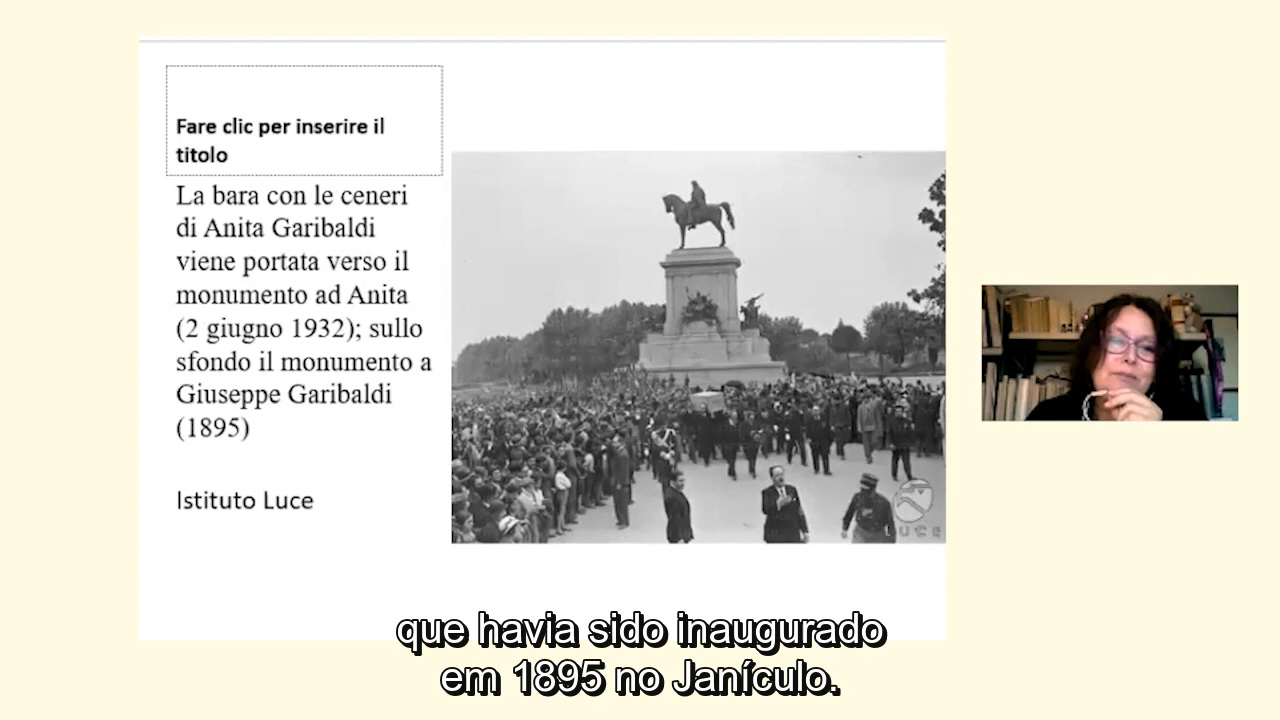 Fare clic per inserire il
titolo
La bara con le ceneri
di Anita Garibaldi
viene portata verso il
monumento ad Anita
(2 giugno 1932); sullo
sfondo il monumento a
Giuseppe Garibaldi
(1895)
Istituto Luce
LUCE
que havia sido inaugurado
em 1895 no Janículo.